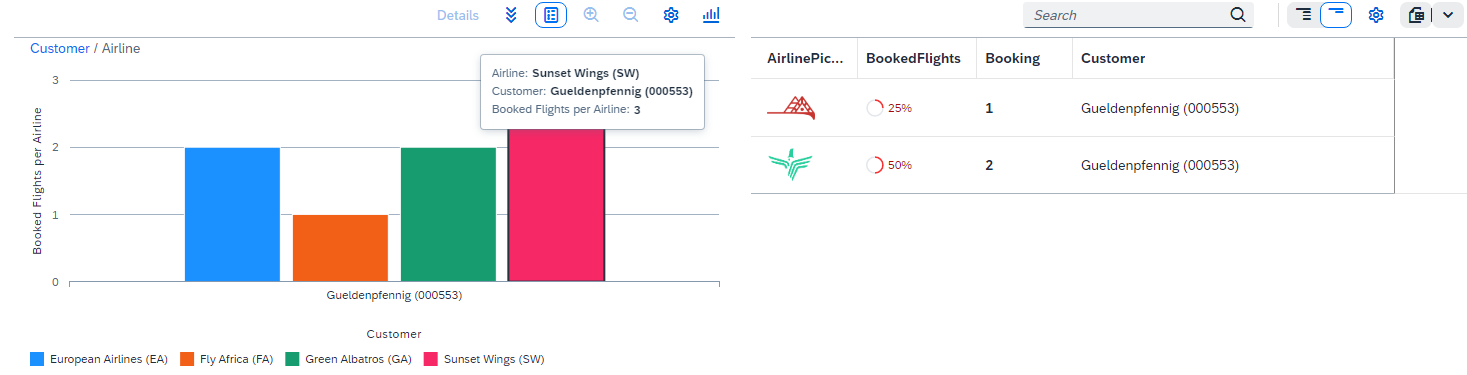 Details
Search
Customer / Airline
Airline: Sunset Wings (SW)
Customer: Gueldenpfennig (000553)
Booked Flights per Airline: 3
Booked Flights per Airline
3
2
1
0
Gueldenpfennig (000553)
Customer
European Airlines (EA) Fly Africa (FA) Green Albatros (GA) Sunset Wings (SW)
AirlinePic... BookedFlights Booking Customer
25% 1 Gueldenpfennig (000553)
50% 2 Gueldenpfennig (000553)